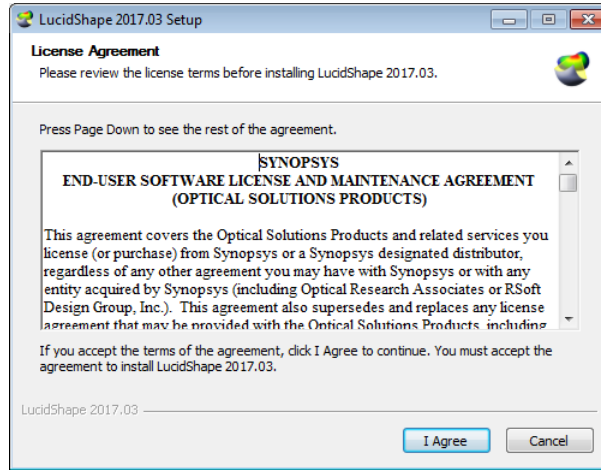 LucidShape 2017.03 Setup
License Agreement
Please review the license terms before installing LucidShape 2017.03.
Press Page Down to see the rest of the agreement.
SYNOPSYS
END-USER SOFTWARE LICENSE AND MAINTENANCE AGREEMENT
(OPTICAL SOLUTIONS PRODUCTS)
This agreement covers the Optical Solutions Products and related services you
license (or purchase) from Synopsys or a Synopsys designated distributor,
regardless of any other agreement you may have with Synopsys or with any
entity acquired by Synopsys (including Optical Research Associates or RSoft
Design Group, Inc.). This agreement also supersedes and replaces any license
agreement that may be provided with the Optical Solutions Products, including
If you accept the terms of the agreement, click I Agree to continue. You must accept the
agreement to install LucidShape 2017.03.
LucidShape 2017.03
I Agree
Cancel